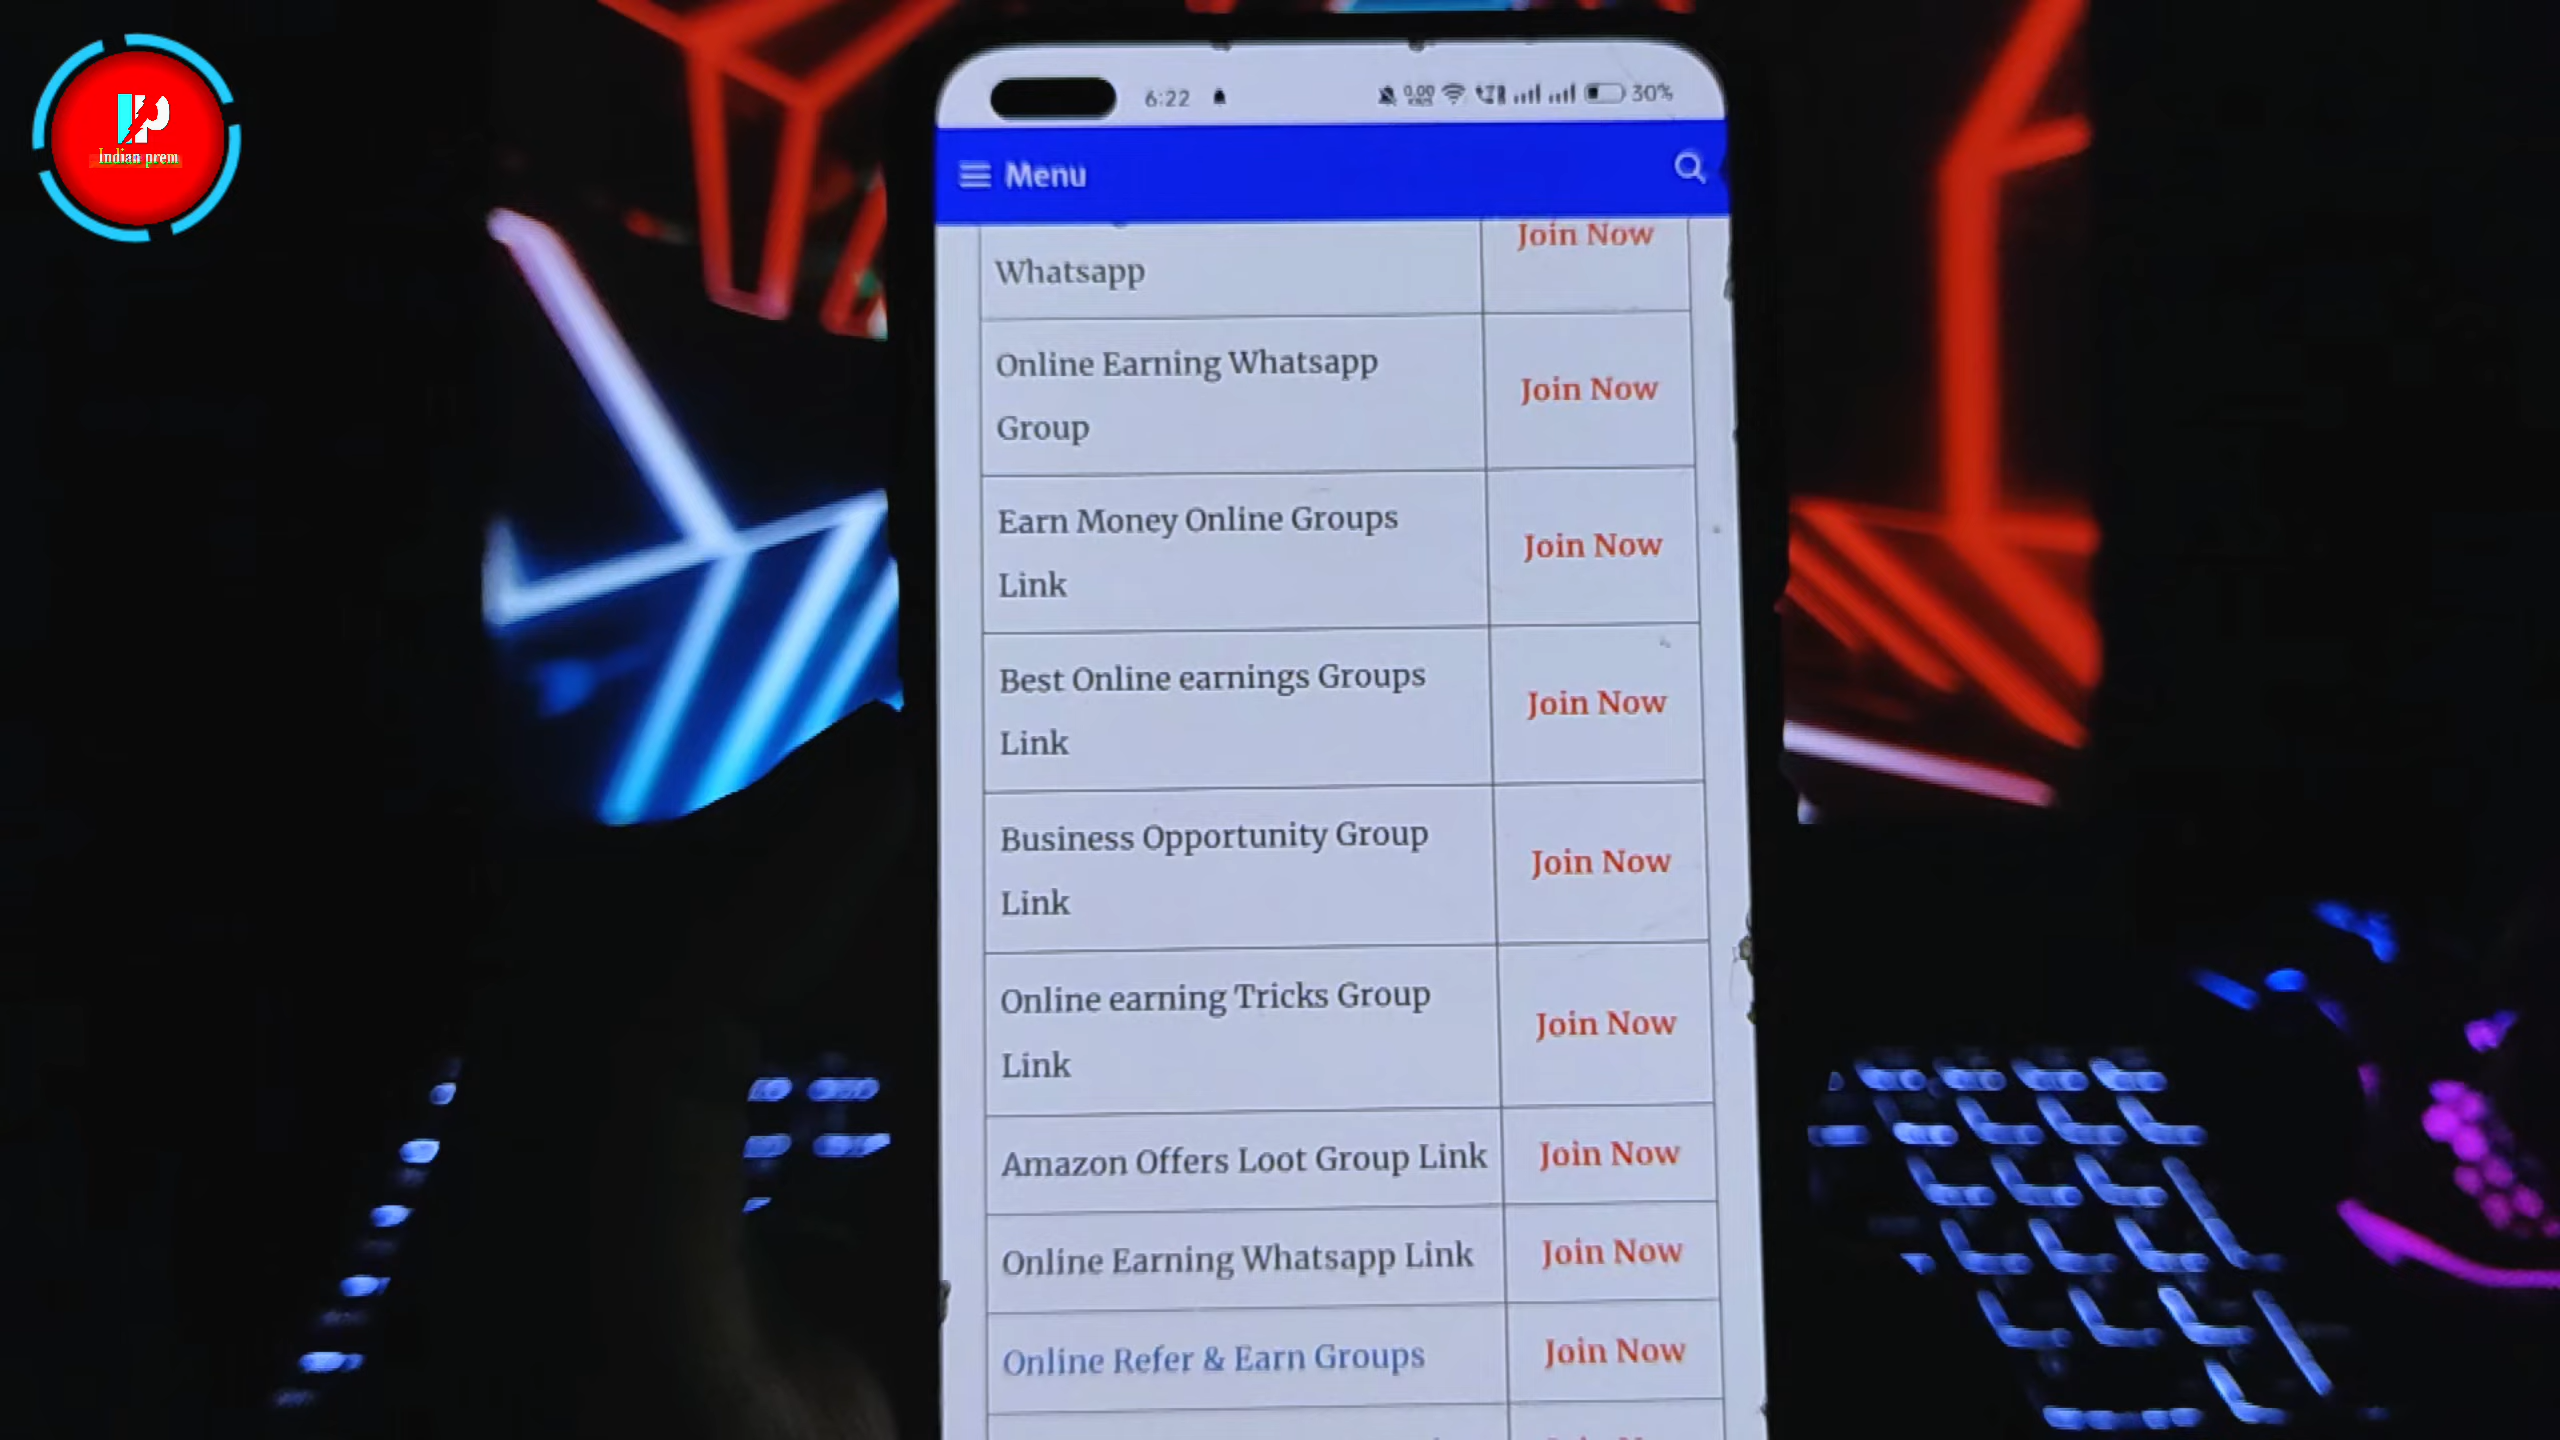 IP
Indian prem
6:22
0.00
30%
Menu
Join Now
Whatsapp
Online Earning Whatsapp
Group
Join Now
Earn Money Online Groups
Link
Join Now
Best Online earnings Groups
Link
Join Now
Business Opportunity Group
Link
Join Now
Online earning Tricks Group
Link
Join Now
Amazon Offers Loot Group Link
Join Now
Online Earning Whatsapp Link
Join Now
Online Refer & Earn Groups
Join Now